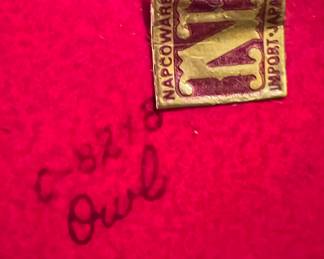 NAPCOWARE
IMPORT • JAPAN
C-8218
Owl